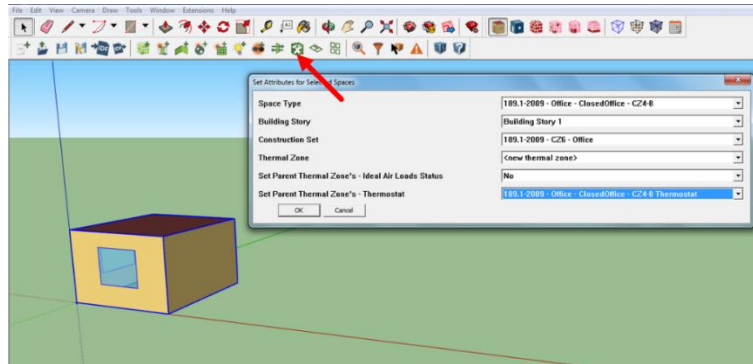 File Edit View Camera Draw Tools Window Extensions Help
Set Attributes for Selected Spaces
Space Type 189.1-2009 - Office - ClosedOffice - CZ4-8
Building Story Building Story 1
Construction Set 189.1-2009 - CZ6 - Office
Thermal Zone <new thermal zone>
Set Parent Thermal Zone's - Ideal Air Loads Status No
Set Parent Thermal Zone's - Thermostat 189.1-2009 - Office - ClosedOffice - CZ4-8 Thermostat
OK Cancel